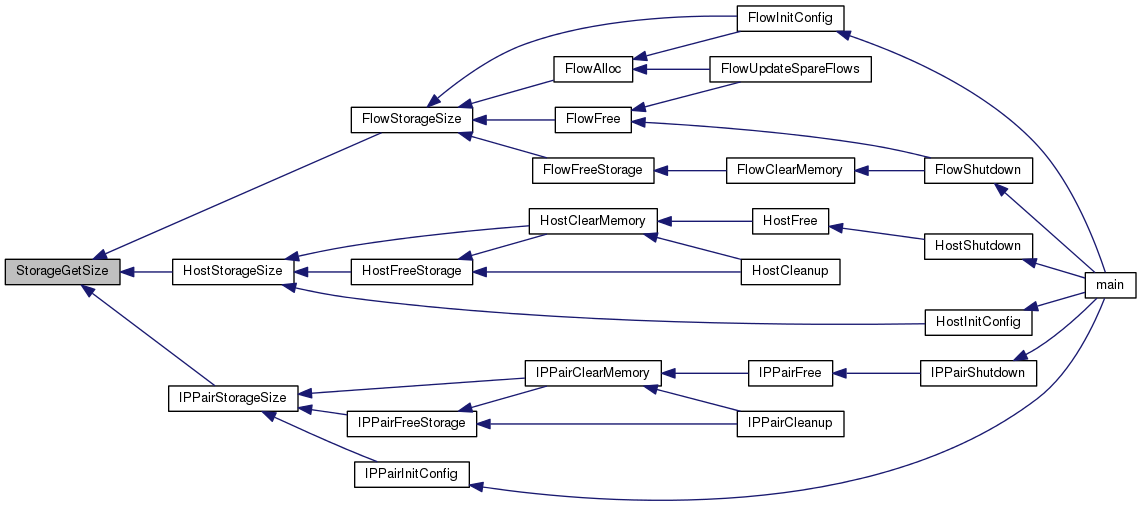 FlowInitConfig
FlowAlloc
FlowUpdateSpareFlows
FlowStorageSize
FlowFree
FlowFreeStorage
FlowClearMemory
FlowShutdown
HostClearMemory
HostFree
HostShutdown
StorageGetSize
HostStorageSize
HostFreeStorage
HostCleanup
main
HostInitConfig
IPPairClearMemory
IPPairFree
IPPairShutdown
IPPairStorageSize
IPPairFreeStorage
IPPairCleanup
IPPairInitConfig